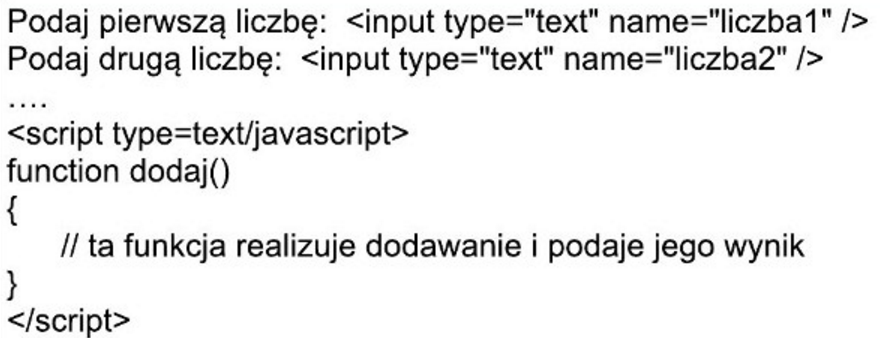 Podaj pierwszą liczbę: <input type="text" name="liczba1" />
Podaj drugą liczbę: <input type="text" name="liczba2" />
....
<script type=text/javascript>
function dodaj()
{
// ta funkcja realizuje dodawanie i podaje jego wynik
}
</script>